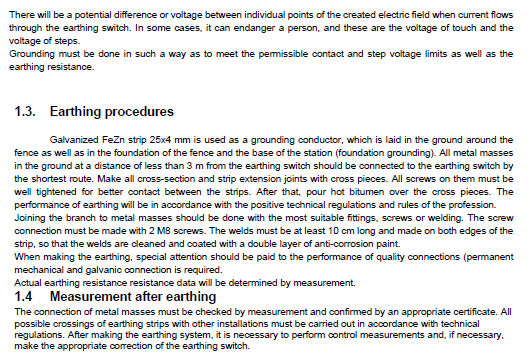 There will be a potential difference or voltage between individual points of the created electric field when current flows
through the earthing switch. In some cases, it can endanger a person, and these are the voltage of touch and the
voltage of steps.
Grounding must be done in such a way as to meet the permissible contact and step voltage limits as well as the
earthing resistance.
1.3. Earthing procedures
Galvanized FeZn strip 25x4 mm is used as a grounding conductor, which is laid in the ground around the
fence as well as in the foundation of the fence and the base of the station (foundation grounding). All metal masses
in the ground at a distance of less than 3 m from the earthing switch should be connected to the earthing switch by
the shortest route. Make all cross-section and strip extension joints with cross pieces. All screws on them must be
well tightened for better contact between the strips. After that, pour hot bitumen over the cross pieces. The
performance of earthing will be in accordance with the positive technical regulations and rules of the profession.
Joining the branch to metal masses should be done with the most suitable fittings, screws or welding. The screw
connection must be made with 2 M8 screws. The welds must be at least 10 cm long and made on both edges of the
strip, so that the welds are cleaned and coated with a double layer of anti-corrosion paint.
When making the earthing, special attention should be paid to the performance of quality connections (permanent
mechanical and galvanic connection is required.
Actual earthing resistance resistance data will be determined by measurement.
1.4 Measurement after earthing
The connection of metal masses must be checked by measurement and confirmed by an appropriate certificate. All
possible crossings of earthing strips with other installations must be carried out in accordance with technical
regulations. After making the earthing system, it is necessary to perform control measurements and, if necessary,
make the appropriate correction of the earthing switch.